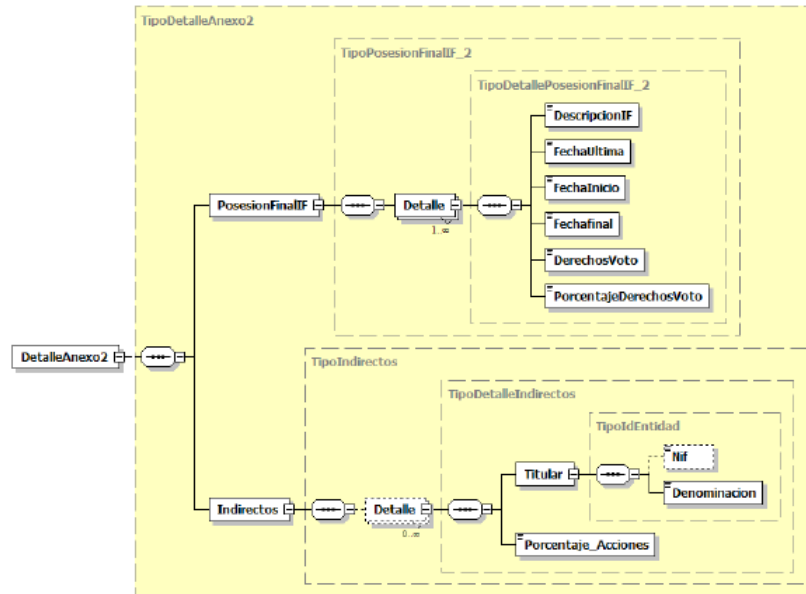 TipoDetalleAnexo2
TipoPosesionFinalIF_2
TipoDetallePosesionFinalIF_2
DescripcionIF
FechaUltima
FechaInicio
Fechafinal
DerechosVoto
PorcentajeDerechosVoto
PosesionFinalIF
Detalle
1..∞
DetalleAnexo2
TipoIndirectos
TipoDetalleIndirectos
TipoIdEntidad
Nif
Denominacion
Titular
Indirectos
Detalle
0..∞
Porcentaje_Acciones